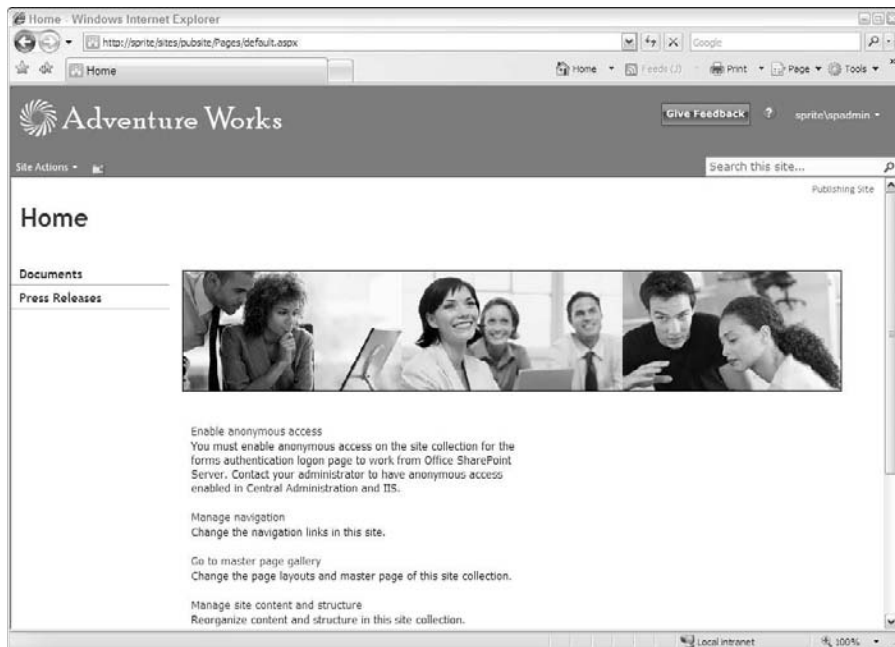 Home - Windows Internet Explorer
http://sprite/sites/pubsite/Pages/default.aspx
Google
Home
Home
Feeds (J)
Print
Page
Tools
Adventure Works
Give Feedback
?
sprite\spadmin
Site Actions
Search this site...
Publishing Site
Home
Documents
Press Releases
Enable anonymous access
You must enable anonymous access on the site collection for the
forms authentication logon page to work from Office SharePoint
Server. Contact your administrator to have anonymous access
enabled in Central Administration and IIS.
Manage navigation
Change the navigation links in this site.
Go to master page gallery
Change the page layouts and master page of this site collection.
Manage site content and structure
Reorganize content and structure in this site collection.
Local intranet
100%